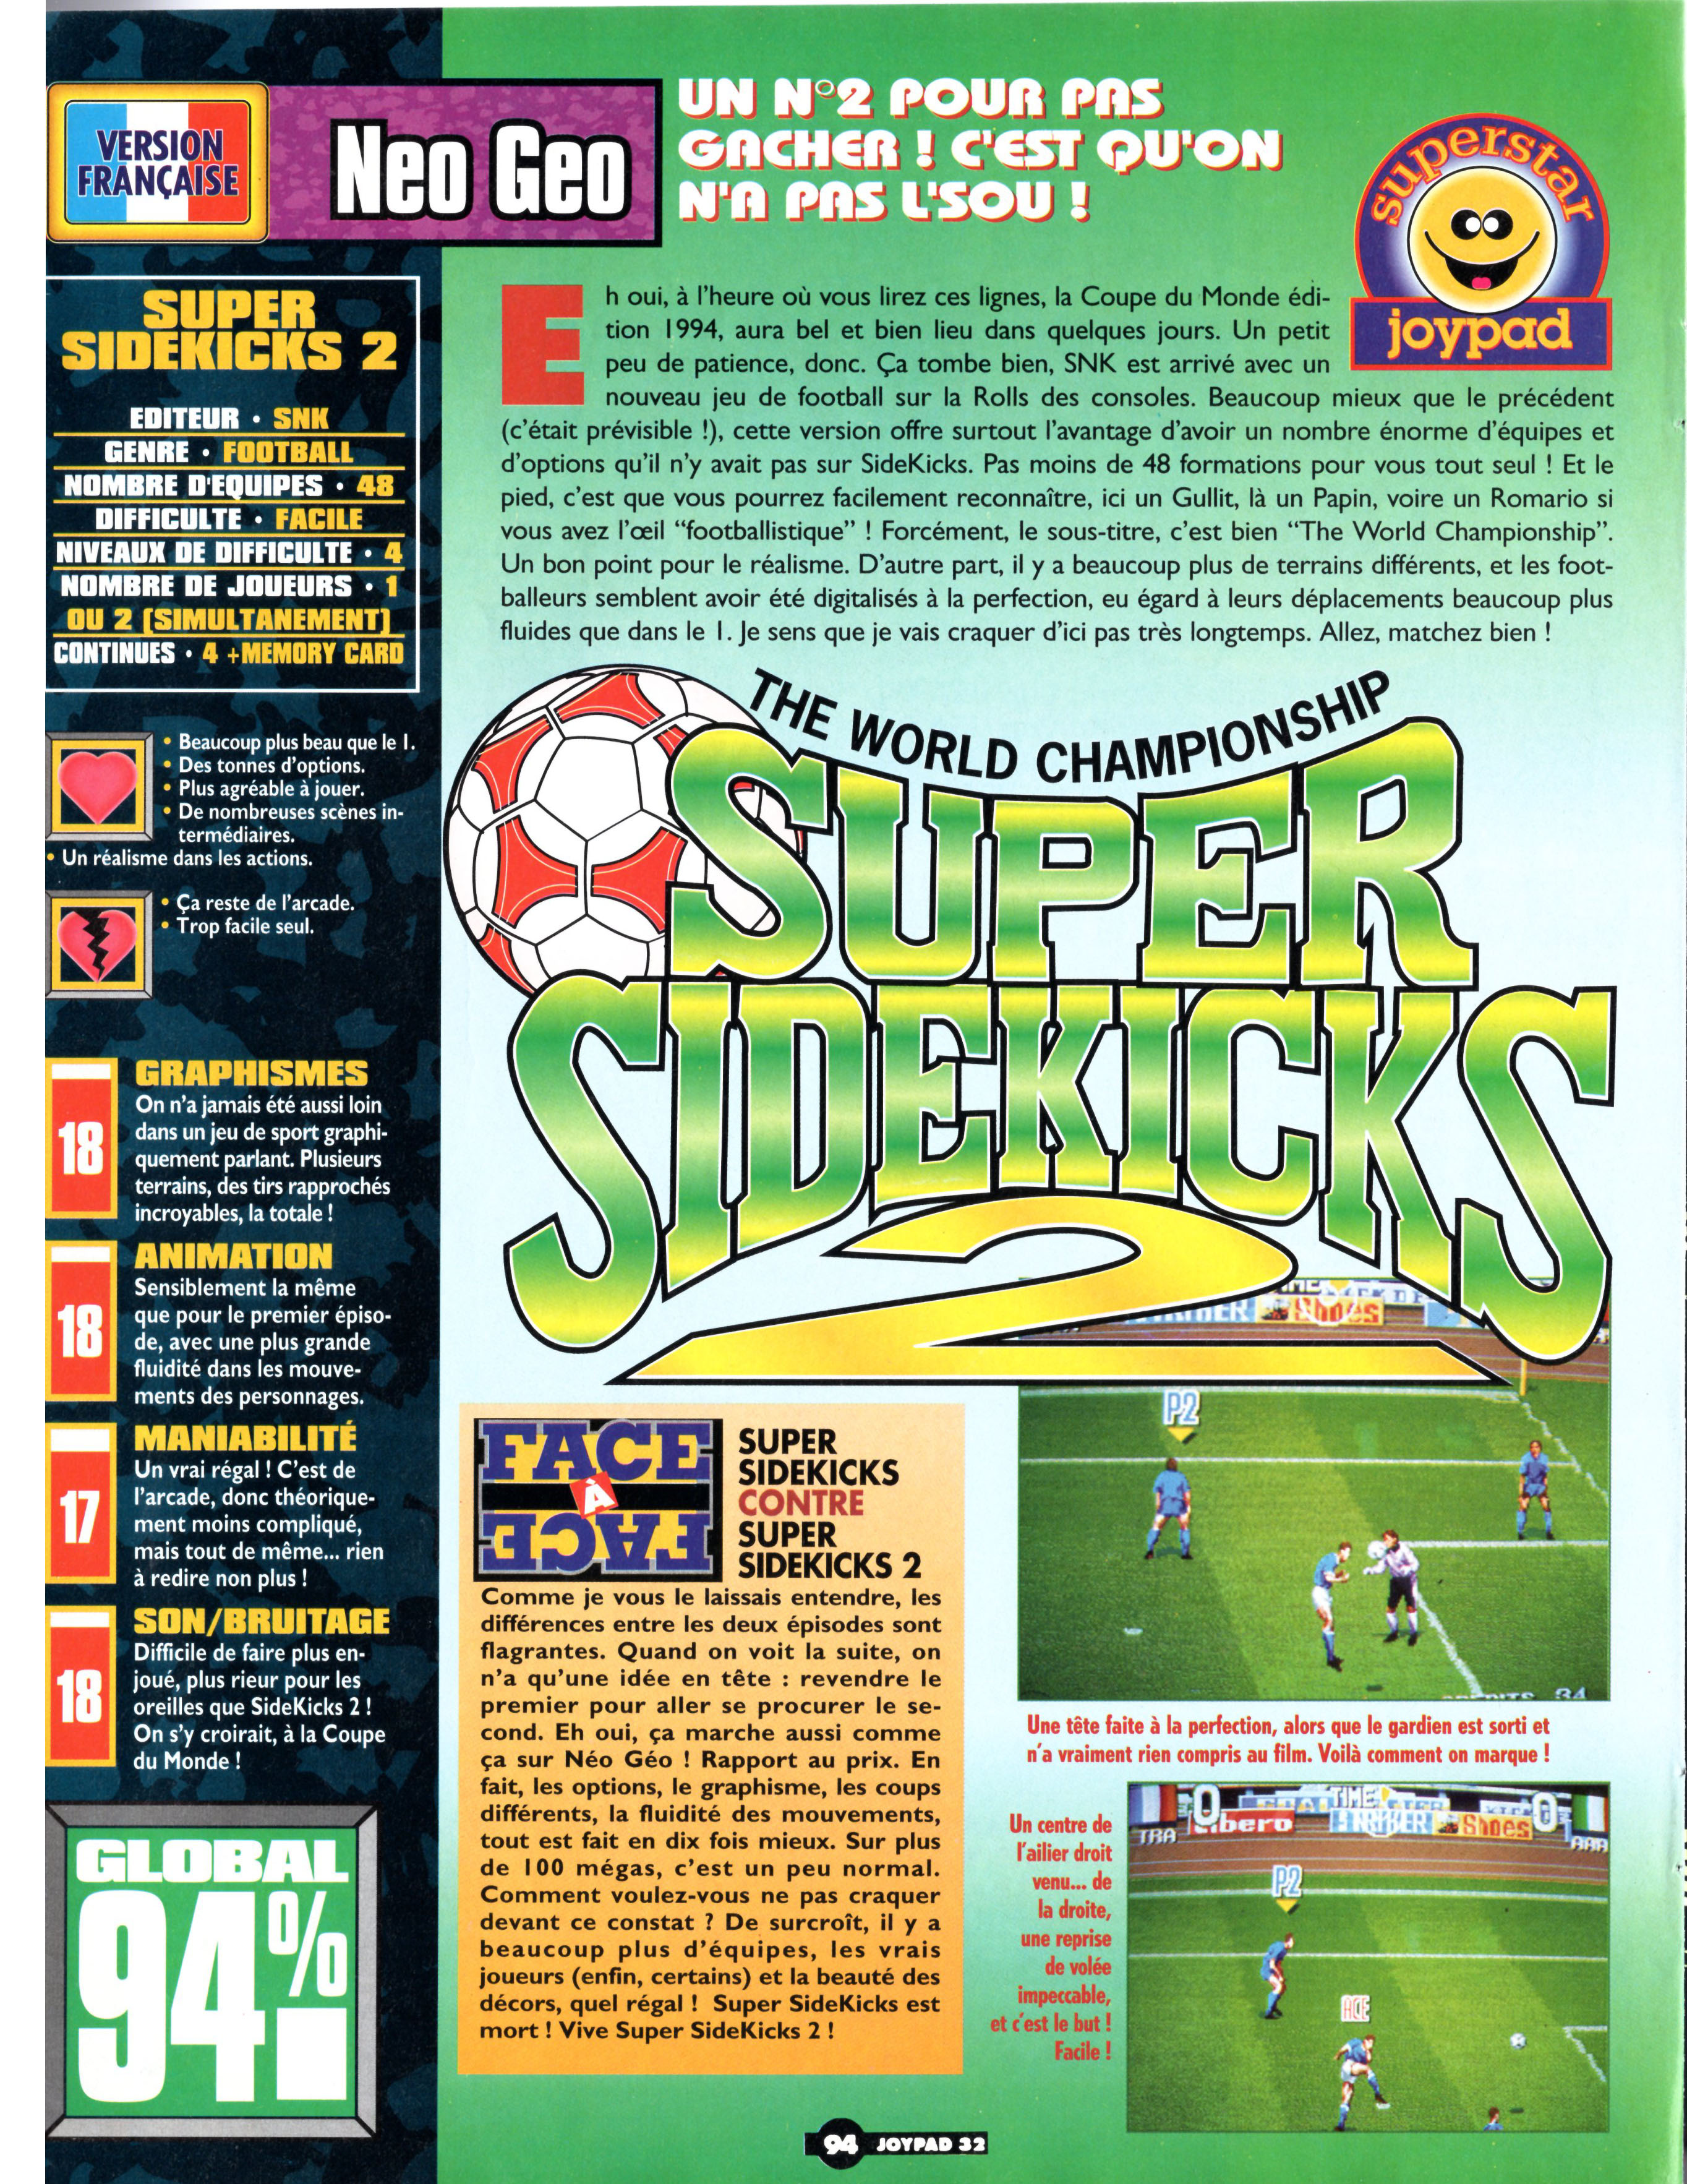 VERSION
FRANÇAISE
Neo Geo
UN N°2 POUR PAS
GACHER ! C'EST QU'ON
N'A PAS L'SOU !
superstar
joypad
SUPER
SIDEKICKS 2
EDITEUR • SNK
GENRE • FOOTBALL
NOMBRE D'EQUIPES • 48
DIFFICULTE • FACILE
NIVEAUX DE DIFFICULTE • 4
NOMBRE DE JOUEURS • 1
OU 2 (SIMULTANEMENT)
CONTINUES • 4 +MEMORY CARD
• Beaucoup plus beau que le 1.
• Des tonnes d'options.
• Plus agréable à jouer.
• De nombreuses scènes in-
termédiaires.
• Un réalisme dans les actions.
• Ça reste de l'arcade.
• Trop facile seul.
GRAPHISMES
18
On n'a jamais été aussi loin
dans un jeu de sport graphi-
quement parlant. Plusieurs
terrains, des tirs rapprochés
incroyables, la totale !
ANIMATION
18
Sensiblement la même
que pour le premier épiso-
de, avec une plus grande
fluidité dans les mouve-
ments des personnages.
MANIABILITÉ
17
Un vrai régal ! C'est de
l'arcade, donc théorique-
ment moins compliqué,
mais tout de même... rien
à redire non plus !
SON/BRUITAGE
18
Difficile de faire plus en-
joué, plus rieur pour les
oreilles que SideKicks 2 !
On s'y croirait, à la Coupe
du Monde !
GLOBAL
94%
Eh oui, à l'heure où vous lirez ces lignes, la Coupe du Monde édi-
tion 1994, aura bel et bien lieu dans quelques jours. Un petit
peu de patience, donc. Ça tombe bien, SNK est arrivé avec un
nouveau jeu de football sur la Rolls des consoles. Beaucoup mieux que le précédent
(c'était prévisible !), cette version offre surtout l'avantage d'avoir un nombre énorme d'équipes et
d'options qu'il n'y avait pas sur SideKicks. Pas moins de 48 formations pour vous tout seul ! Et le
pied, c'est que vous pourrez facilement reconnaître, ici un Gullit, là un Papin, voire un Romario si
vous avez l'œil "footballistique" ! Forcément, le sous-titre, c'est bien "The World Championship".
Un bon point pour le réalisme. D'autre part, il y a beaucoup plus de terrains différents, et les foot-
balleurs semblent avoir été digitalisés à la perfection, eu égard à leurs déplacements beaucoup plus
fluides que dans le 1. Je sens que je vais craquer d'ici pas très longtemps. Allez, matchez bien !
THE WORLD CHAMPIONSHIP
SUPER
SIDEKICKS
2
FACE
À
FACE
SUPER
SIDEKICKS
CONTRE
SUPER
SIDEKICKS 2
Comme je vous le laissais entendre, les
différences entre les deux épisodes sont
flagrantes. Quand on voit la suite, on
n'a qu'une idée en tête : revendre le
premier pour aller se procurer le se-
cond. Eh oui, ça marche aussi comme
ça sur Néo Géo ! Rapport au prix. En
fait, les options, le graphisme, les coups
différents, la fluidité des mouvements,
tout est fait en dix fois mieux. Sur plus
de 100 mégas, c'est un peu normal.
Comment voulez-vous ne pas craquer
devant ce constat ? De surcroît, il y a
beaucoup plus d'équipes, les vrais
joueurs (enfin, certains) et la beauté des
décors, quel régal ! Super SideKicks est
mort ! Vive Super SideKicks 2 !
Shoes
P2
34
Une tête faite à la perfection, alors que le gardien est sorti et
n'a vraiment rien compris au film. Voilà comment on marque !
Un centre de
l'ailier droit
venu... de
la droite,
une reprise
de volée
impeccable,
et c'est le but !
Facile !
0 TIME 0
libero STRIKER Shoes
P2
ACE
94 JOYPAD 32